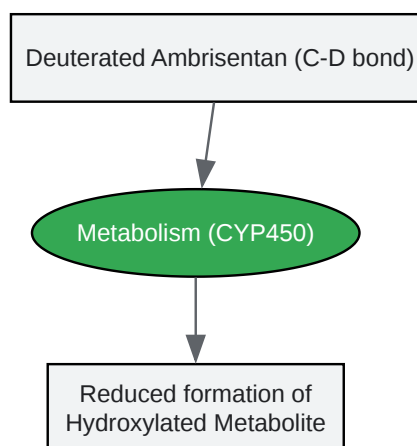 Deuterated Ambrisentan (C-D bond)
Metabolism (CYP450)
Reduced formation of
Hydroxylated Metabolite